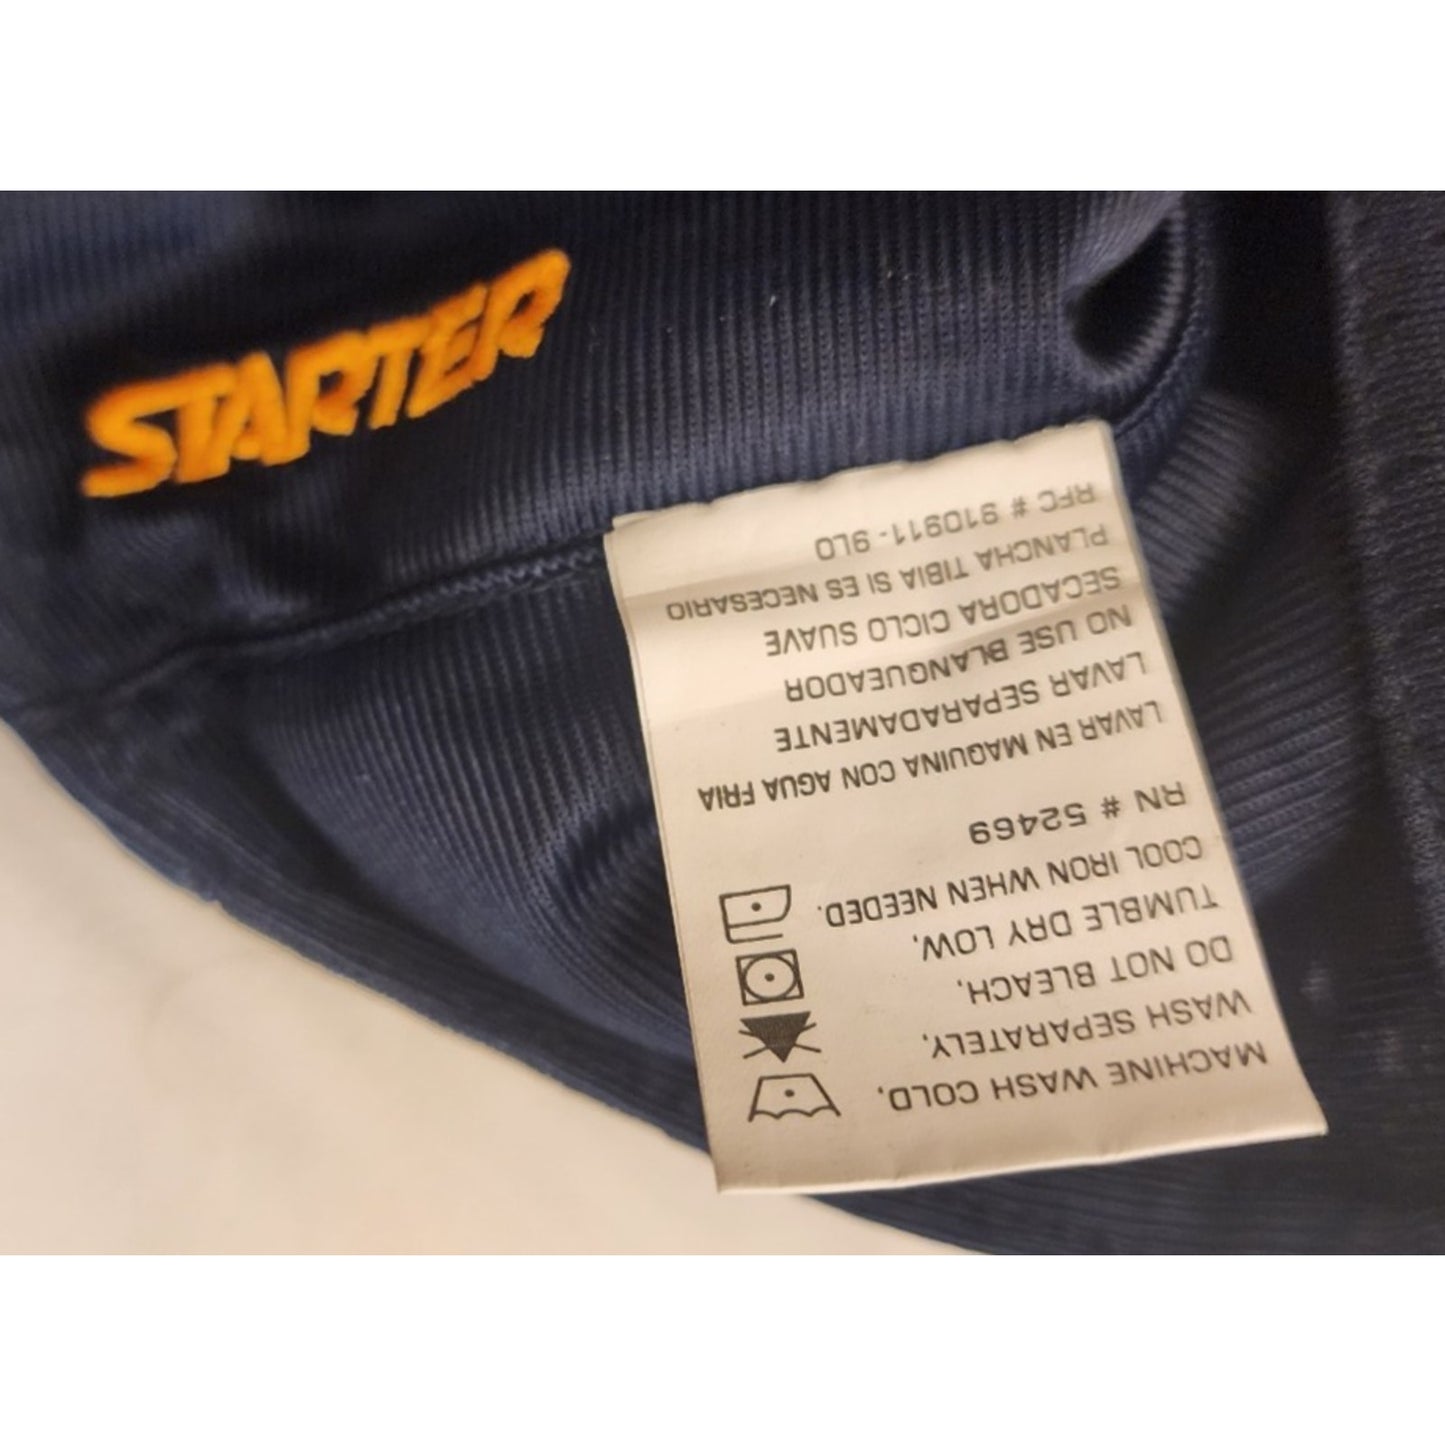 STARTER
MACHINE WASH COLD,
WASH SEPARATELY,
DO NOT BLEACH,
TUMBLE DRY LOW,
COOL IRON WHEN NEEDED.
RN # 52469
LAVAR EN MAQUINA CON AGUA FRIA
LAVAR SEPARADAMENTE
NO USE BLANQUEADOR
SECADORA CICLO SUAVE
PLANCHA TIBIA SI ES NECESARIO
RFC # 910911-9L0